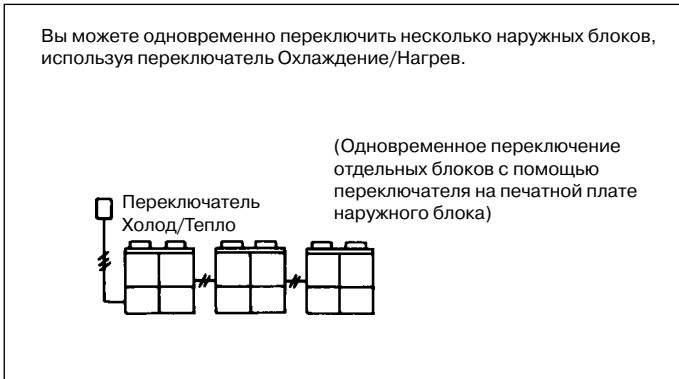 Вы можете одновременно переключить несколько наружных блоков,
используя переключатель Охлаждение/Нагрев.
(Одновременное переключение
отдельных блоков с помощью
переключателя на печатной плате
наружного блока)
Переключатель
Холод/Тепло